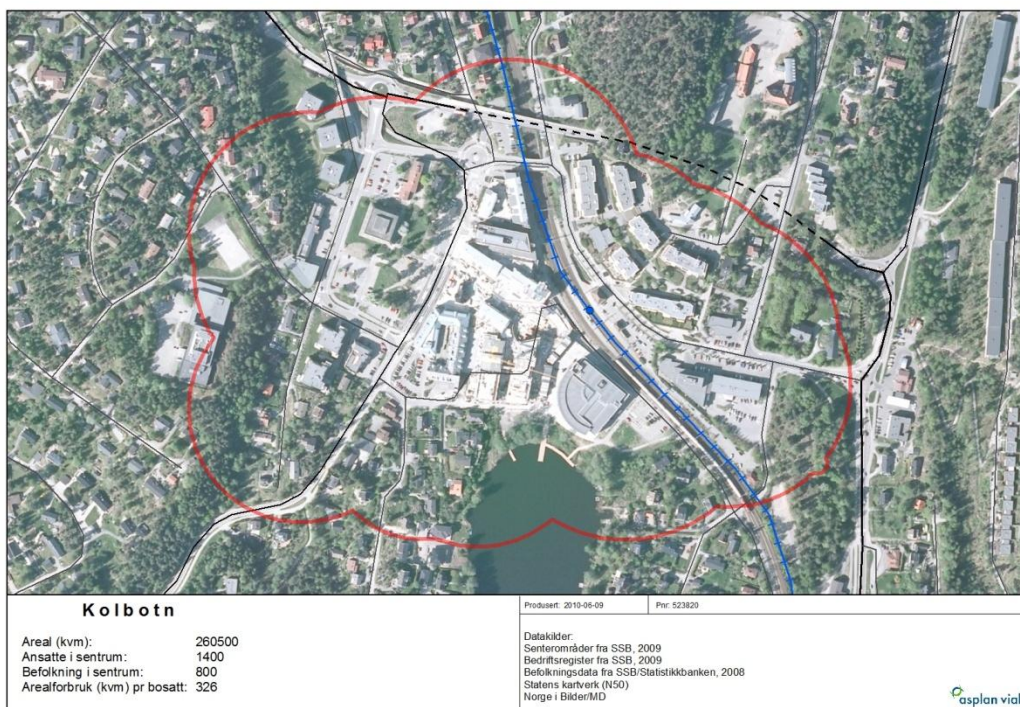 Kolbotn
Areal (kvm): 260500
Ansatte i sentrum: 1400
Befolkning i sentrum: 800
Arealforbruk (kvm) pr bosatt: 326
Produsert: 2010-06-09 Pnr: 523820
Datakilder:
Senterområder fra SSB, 2009
Bedriftsregister fra SSB, 2009
Befolkningsdata fra SSB/Statistikkbanken, 2008
Statens kartverk (N50)
Norge i Bilder/MD
asplan viak